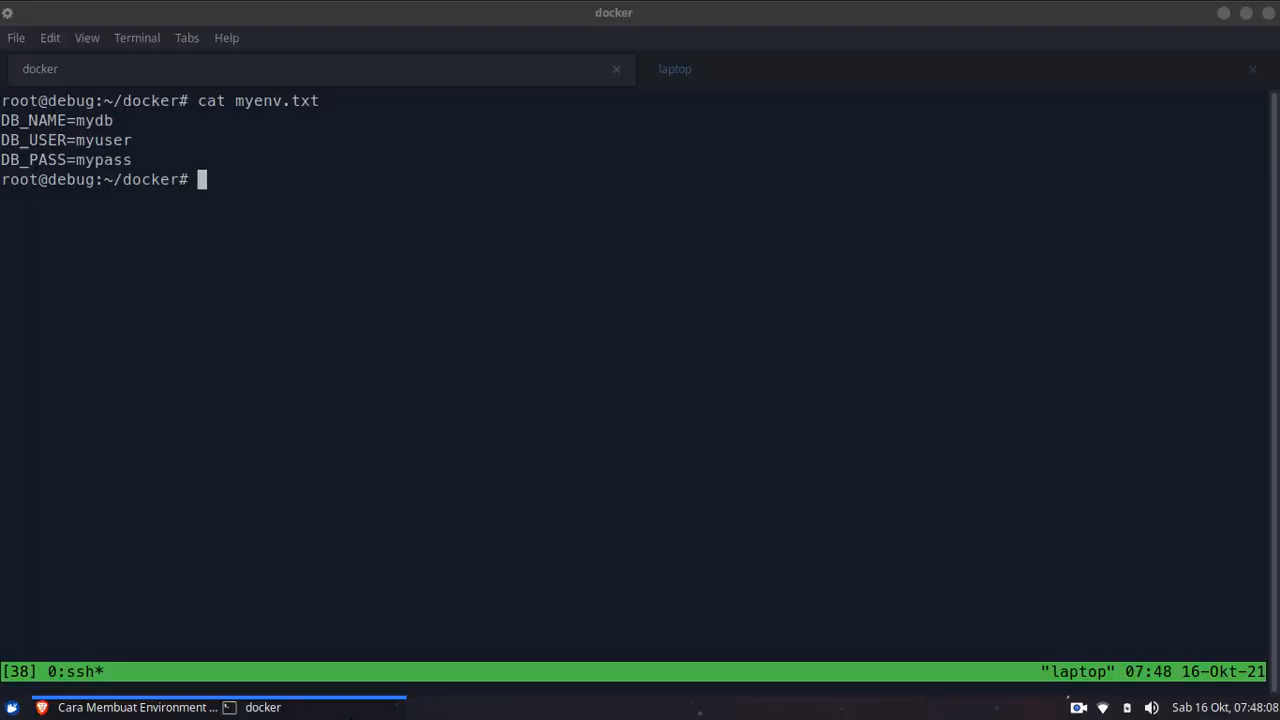 docker
File Edit View Terminal Tabs Help
docker × laptop ×
root@debug:~/docker# cat myenv.txt
DB_NAME=mydb
DB_USER=myuser
DB_PASS=mypass
root@debug:~/docker#
[38] 0:ssh* "laptop" 07:48 16-Okt-21
Cara Membuat Environment ... docker Sab 16 Okt, 07:48:08